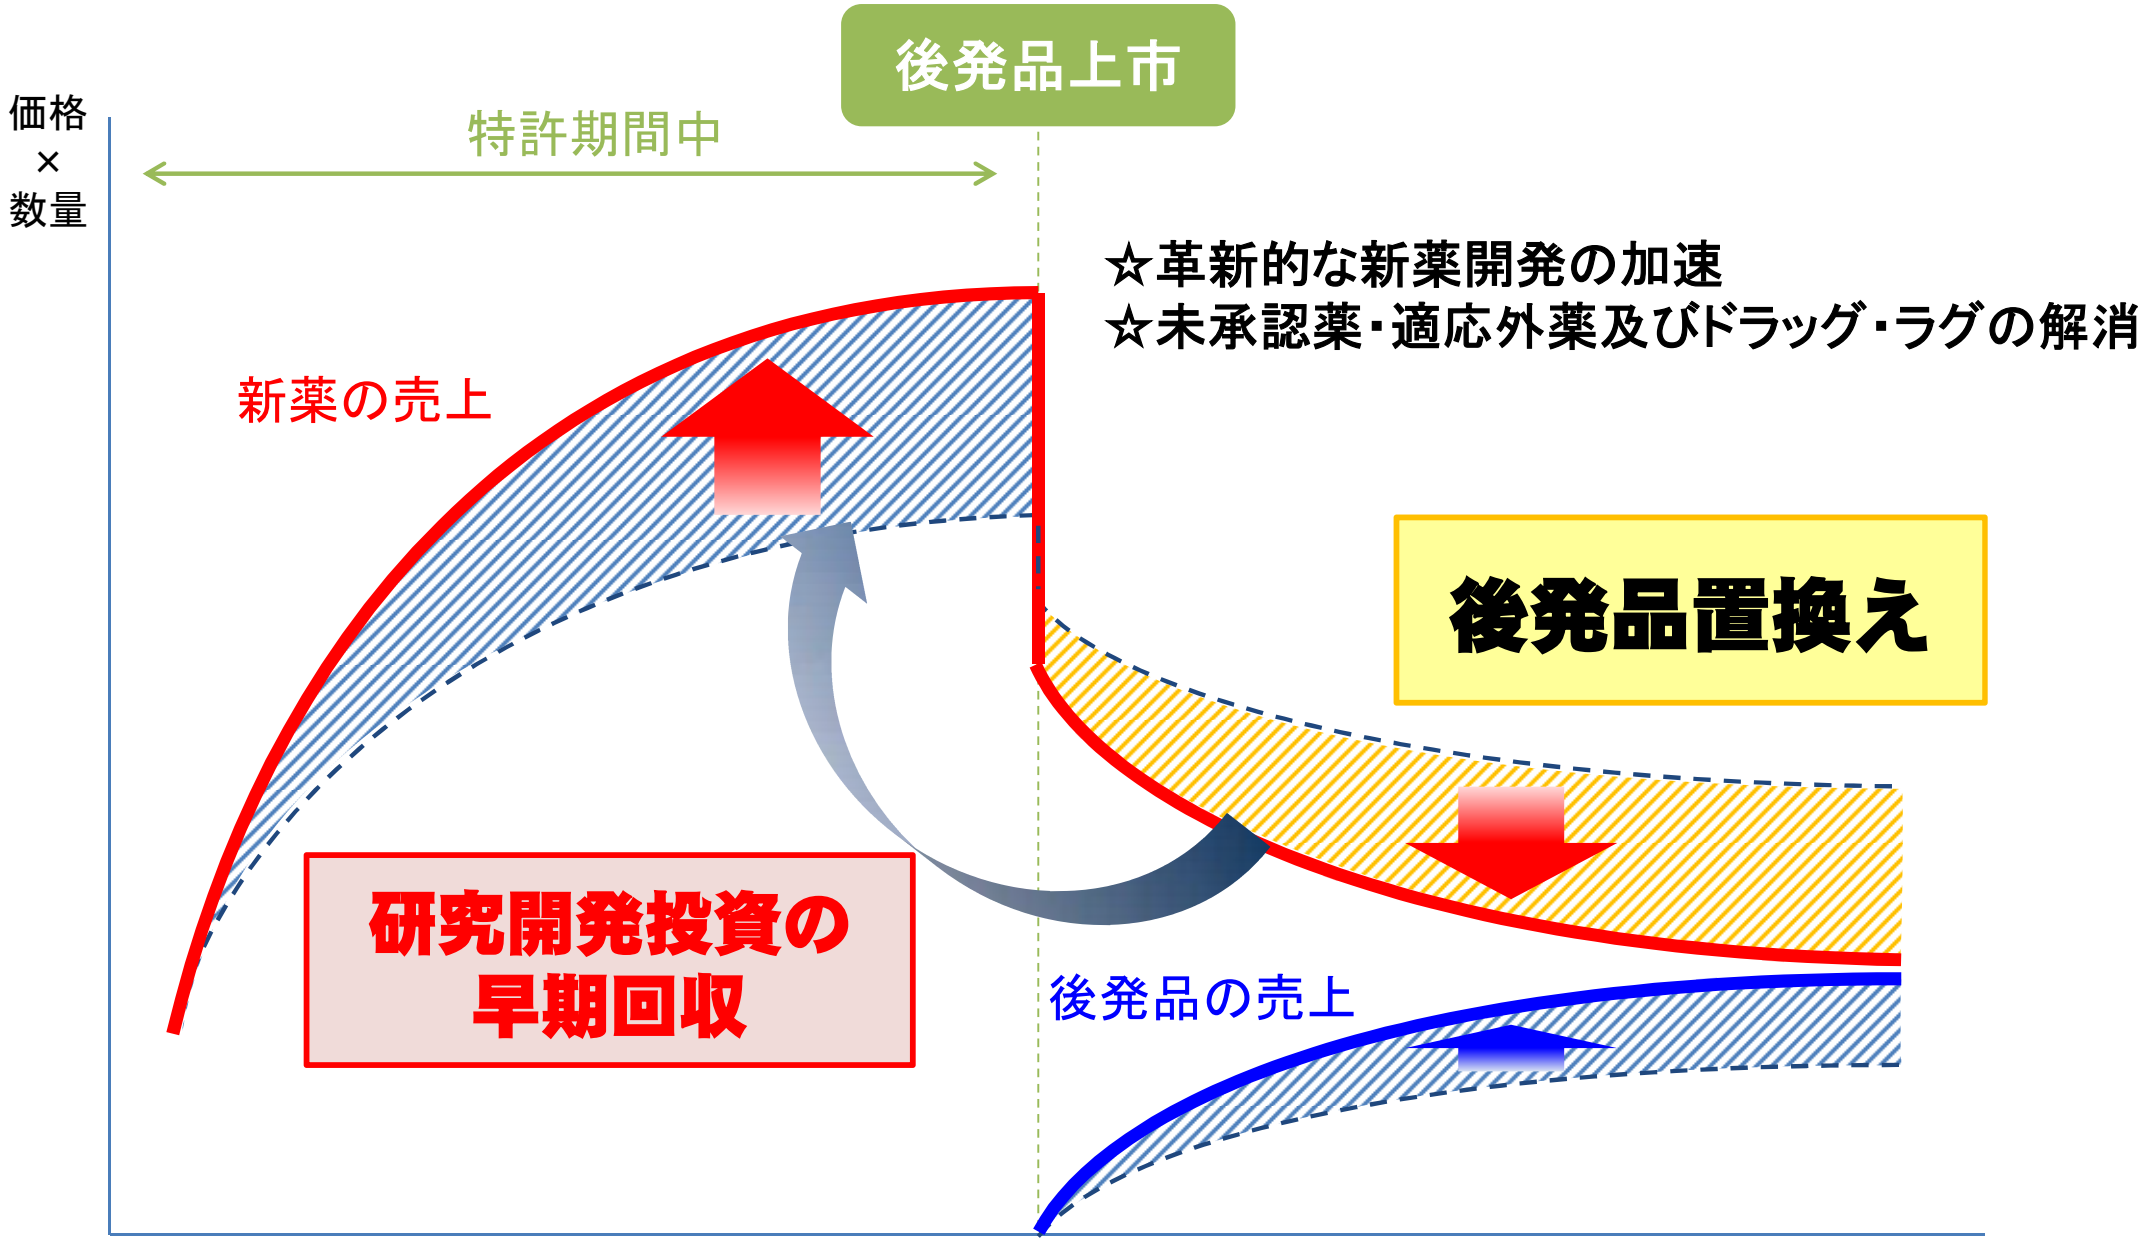 後発品上市
価格
×
数量
特許期間中
☆革新的な新薬開発の加速
☆未承認薬・適応外薬及びドラッグ・ラグの解消
新薬の売上
後発品置換え
研究開発投資の
早期回収
後発品の売上